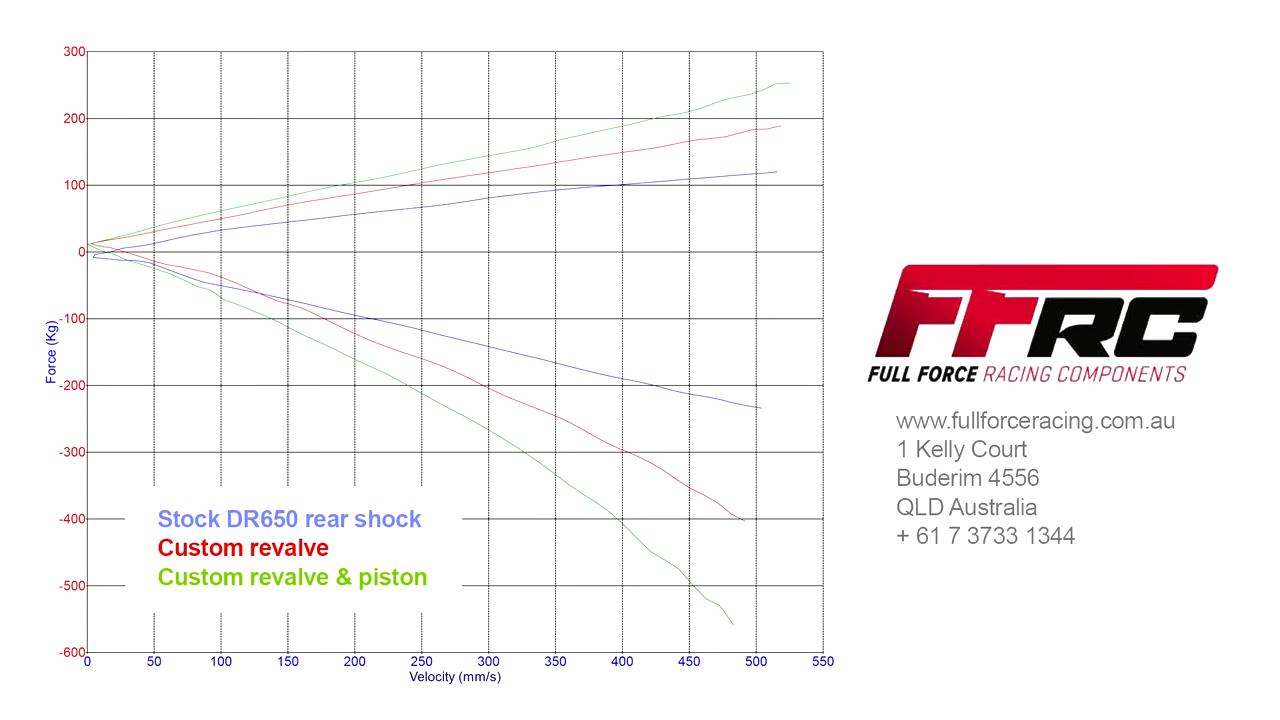 300
200
100
0
-100
-200
-300
-400
-500
-600
Force (Kg)
0 50 100 150 200 250 300 350 400 450 500 550
Velocity (mm/s)
Stock DR650 rear shock
Custom revalve
Custom revalve & piston
FFRC
FULL FORCE RACING COMPONENTS
www.fullforceracing.com.au
1 Kelly Court
Buderim 4556
QLD Australia
+ 61 7 3733 1344